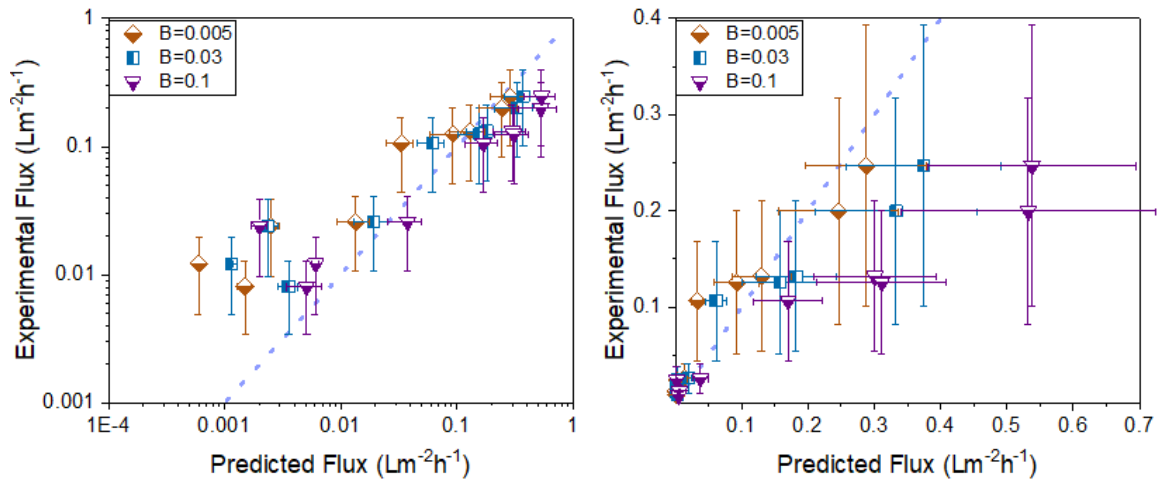 1
0.1
0.01
0.001
1E-4
0.001
0.01
0.1
1
Experimental Flux (Lm⁻²h⁻¹)
Predicted Flux (Lm⁻²h⁻¹)
B=0.005
B=0.03
B=0.1
0.4
0.3
0.2
0.1
0.1
0.2
0.3
0.4
0.5
0.6
0.7
Experimental Flux (Lm⁻²h⁻¹)
Predicted Flux (Lm⁻²h⁻¹)
B=0.005
B=0.03
B=0.1